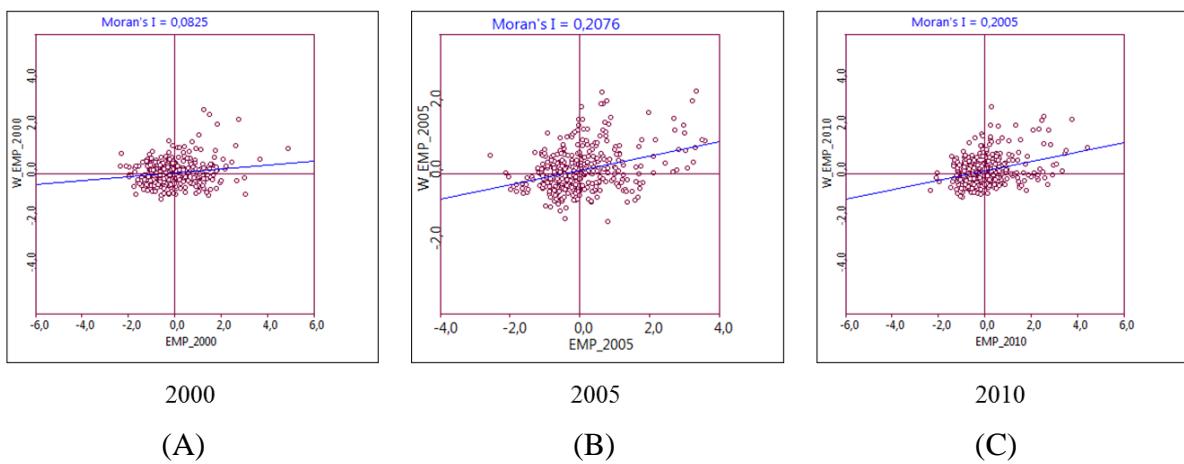 Moran's I = 0,0825
W_EMP_2000
4,0
2,0
0,0
-2,0
-4,0
-6,0 -4,0 -2,0 0,0 2,0 4,0 6,0
EMP_2000
2000
(A)
Moran's I = 0,2076
W_EMP_2005
2,0
0,0
-2,0
-4,0 -2,0 0,0 2,0 4,0
EMP_2005
2005
(B)
Moran's I = 0,2005
W_EMP_2010
4,0
2,0
0,0
-2,0
-4,0
-6,0 -4,0 -2,0 0,0 2,0 4,0 6,0
EMP_2010
2010
(C)